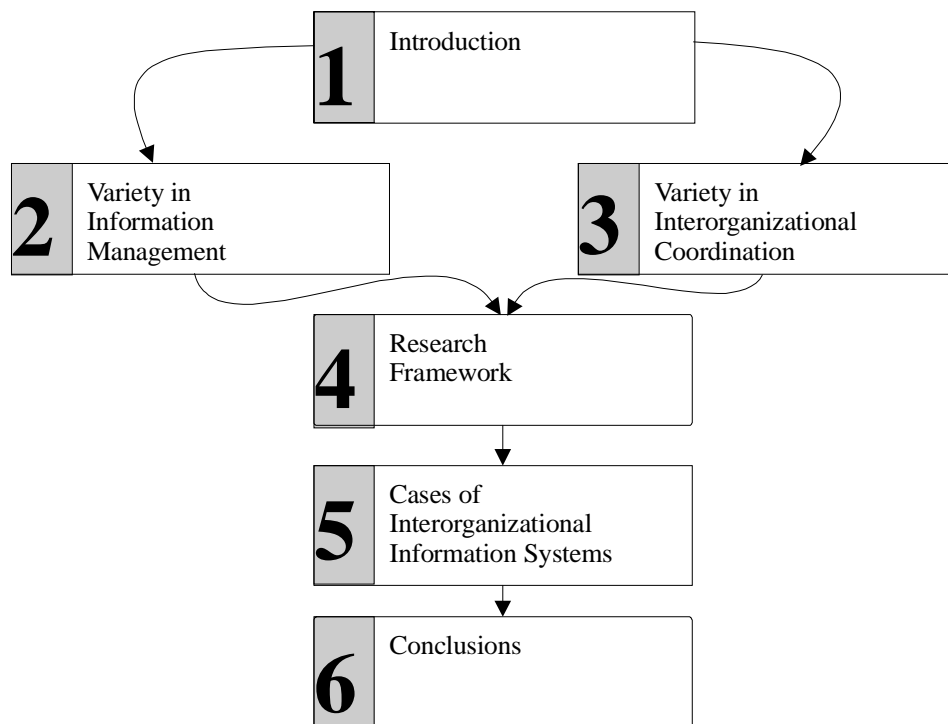 1
Introduction
2
Variety in
Information
Management
3
Variety in
Interorganizational
Coordination
4
Research
Framework
5
Cases of
Interorganizational
Information Systems
6
Conclusions